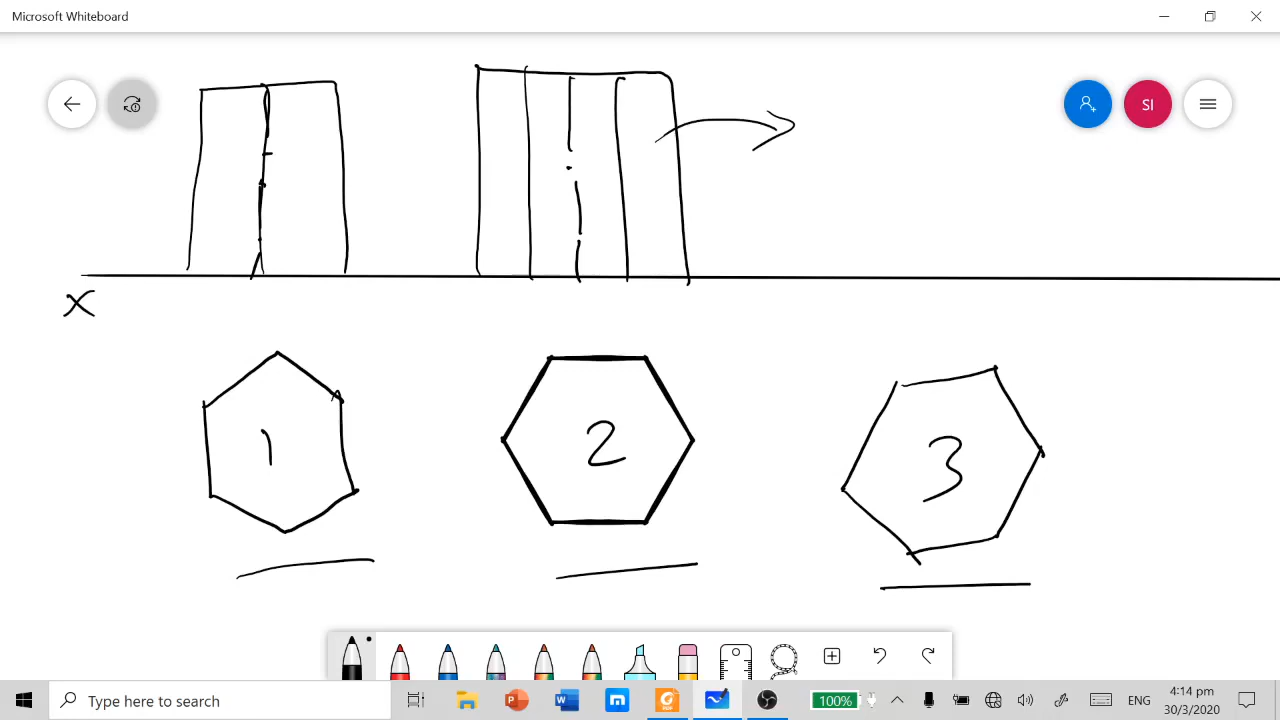 Microsoft Whiteboard
SI
X
1
2
3
Type here to search
100%
ENG
4:14 pm
30/3/2020